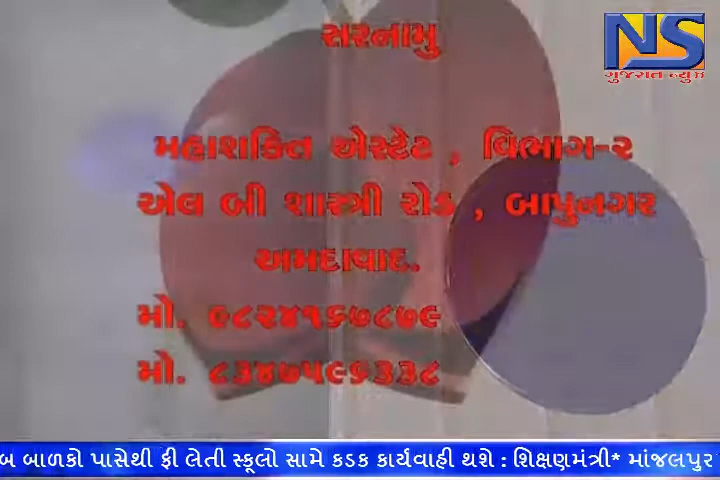 સરનામુ
NS
ગુજરાત ન્યુઝ
મહાશકિત એસ્ટેટ , વિભાગ-૨
એલ બી શાસ્ત્રી રોડ , બાપુનગર
અમદાવાદ.
મો. ૯૮૨૪૧૬૭૮૭૯
મો. ૮૩૪૭૫૯૬૩૩૮
બ બાળકો પાસેથી ફી લેતી સ્કૂલો સામે કડક કાર્યવાહી થશે : શિક્ષણમંત્રી* માંજલપુર